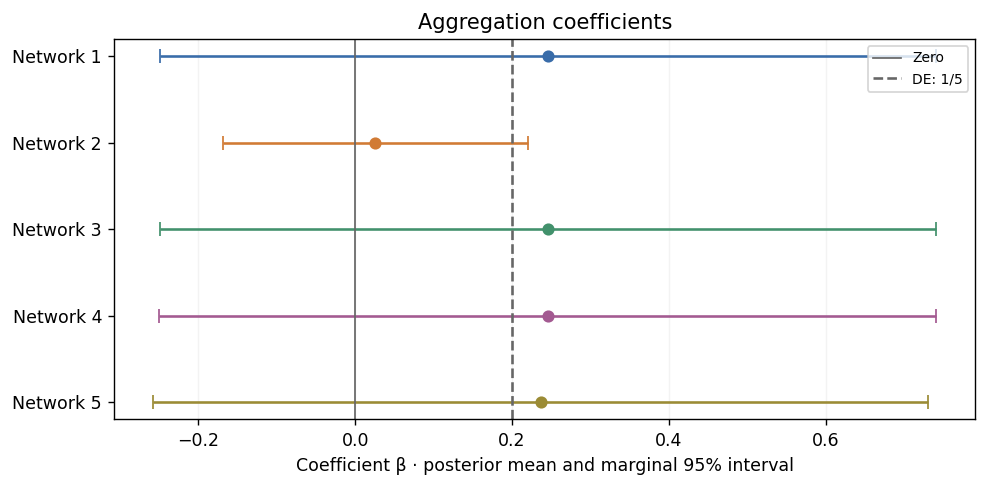 Aggregation coefficients
Network 1
Network 2
Network 3
Network 4
Network 5
Zero
DE: 1/5
−0.2
0.0
0.2
0.4
0.6
Coefficient β · posterior mean and marginal 95% interval